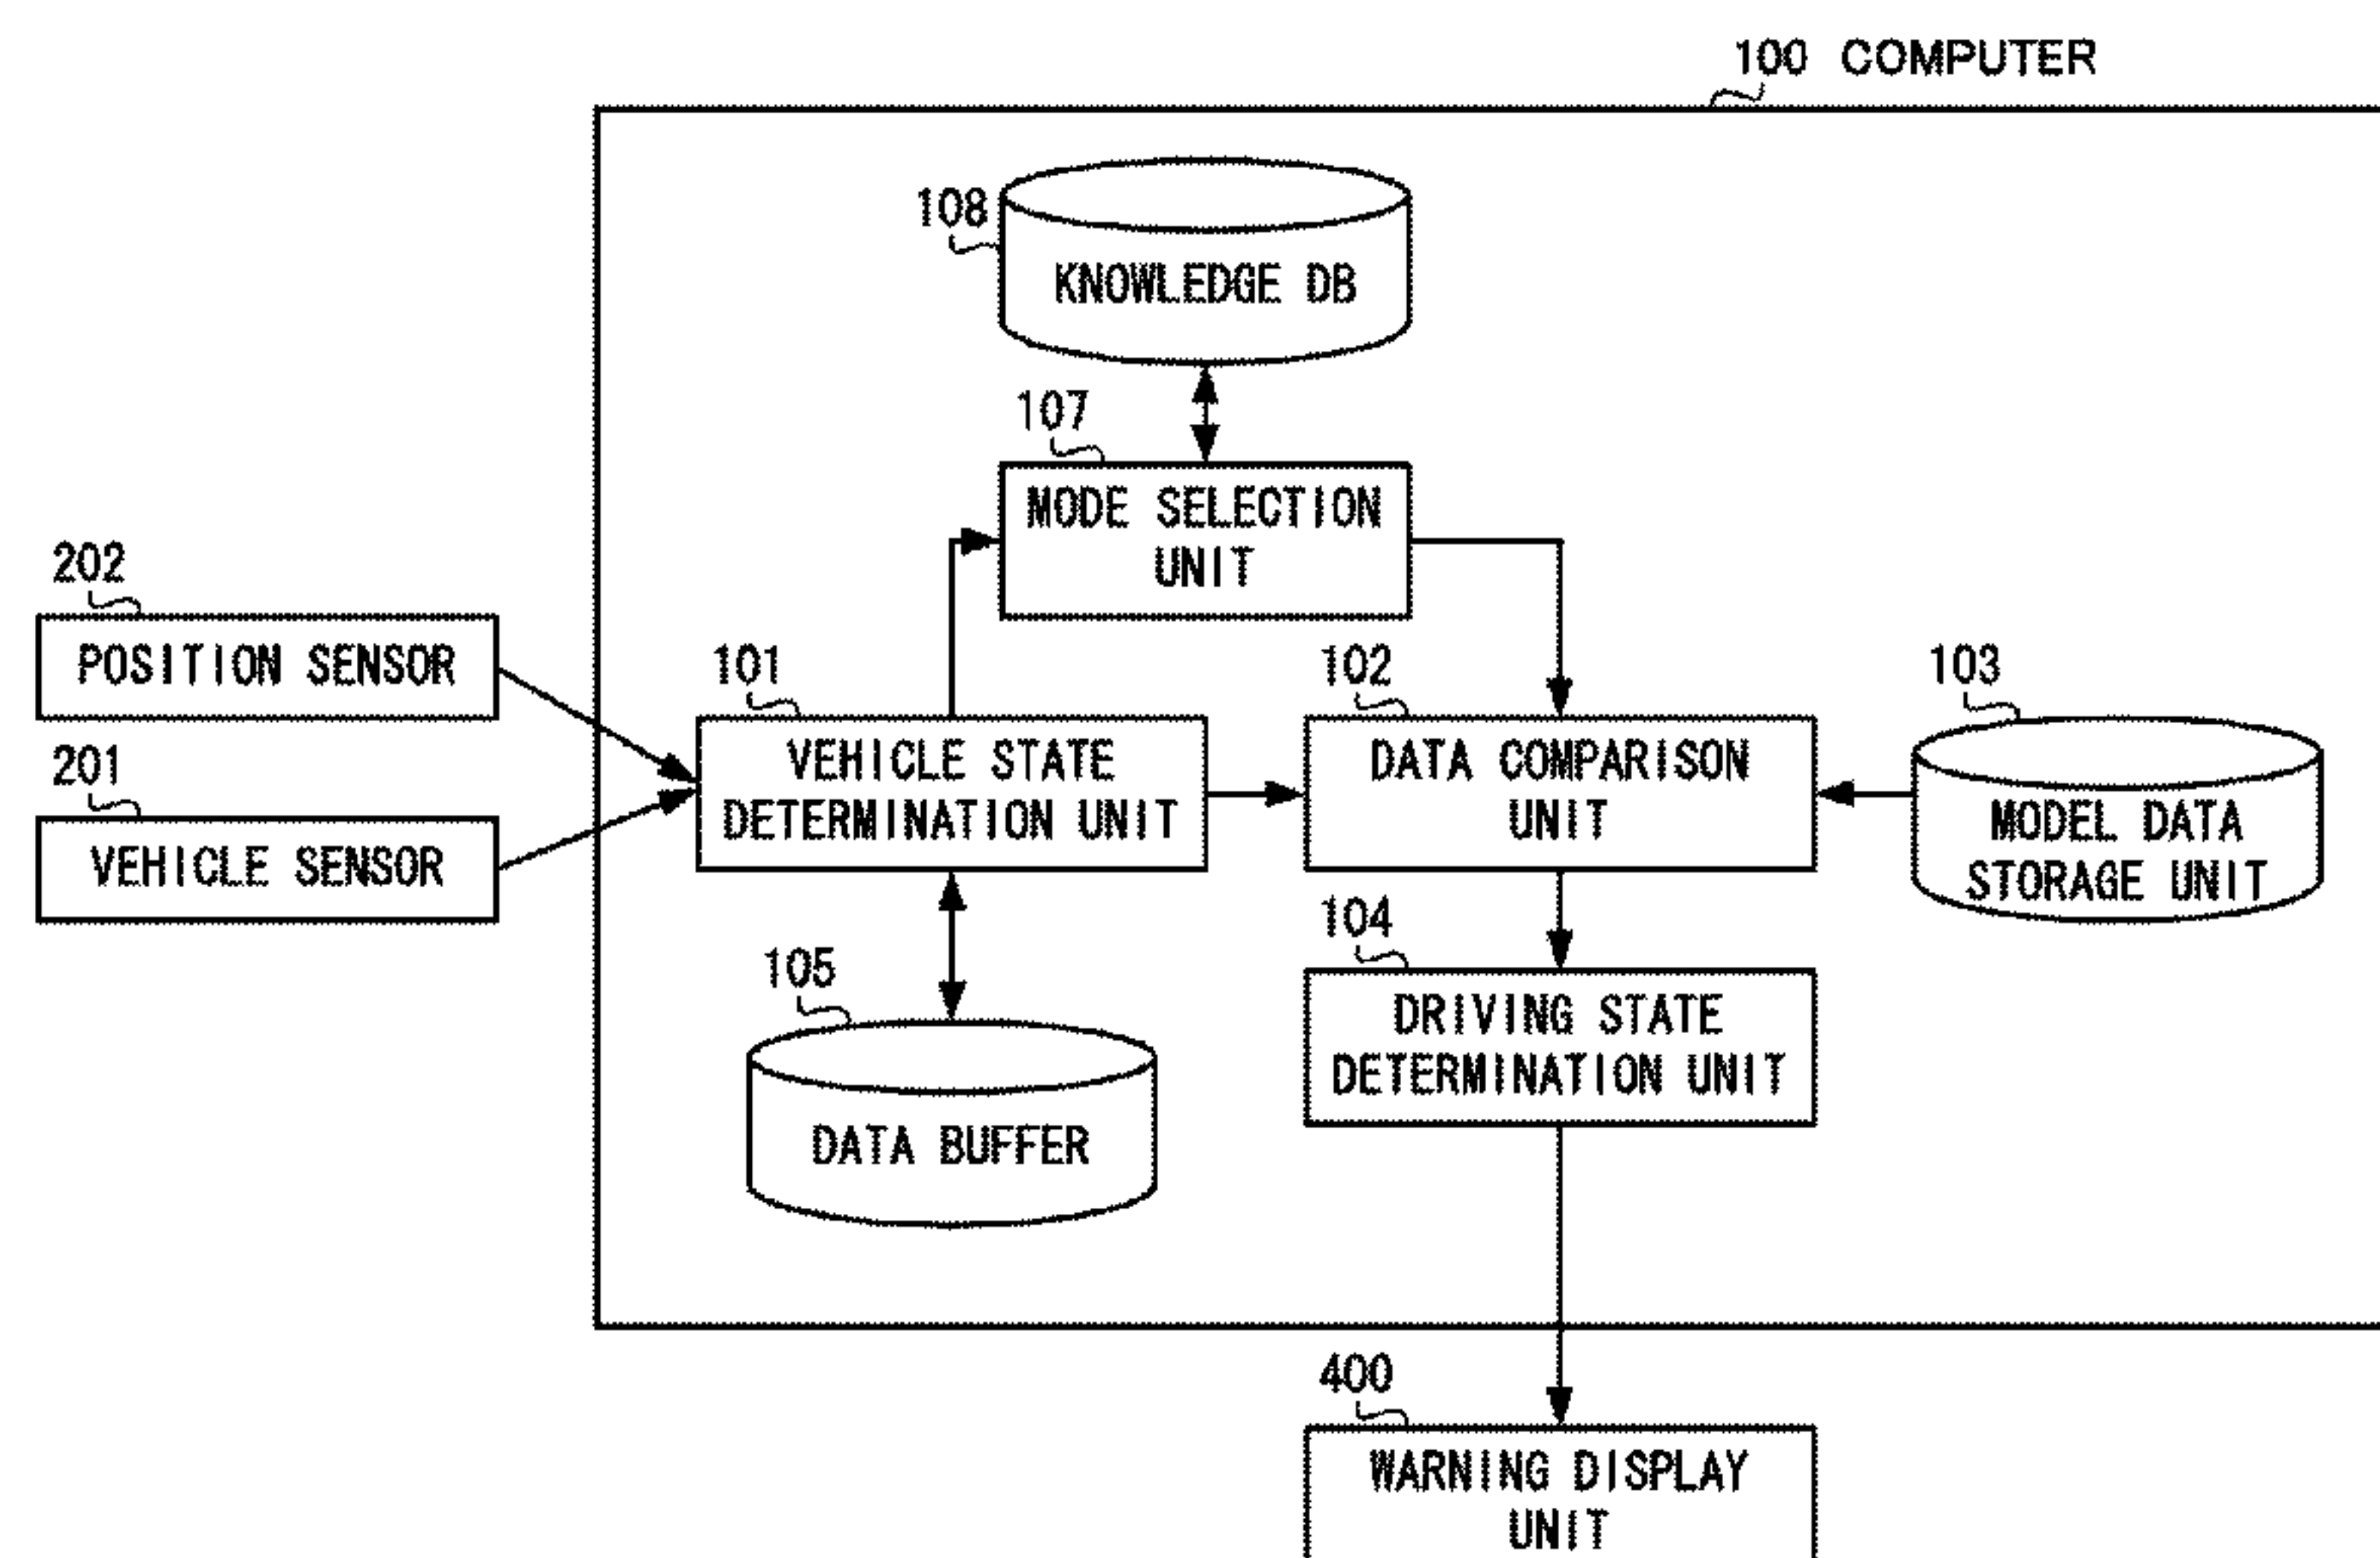 100 COMPUTER
108
KNOWLEDGE DB
107
MODE SELECTION
UNIT
202
POSITION SENSOR
201
VEHICLE SENSOR
101
VEHICLE STATE
DETERMINATION UNIT
102
DATA COMPARISON
UNIT
103
MODEL DATA
STORAGE UNIT
105
DATA BUFFER
104
DRIVING STATE
DETERMINATION UNIT
400
WARNING DISPLAY
UNIT